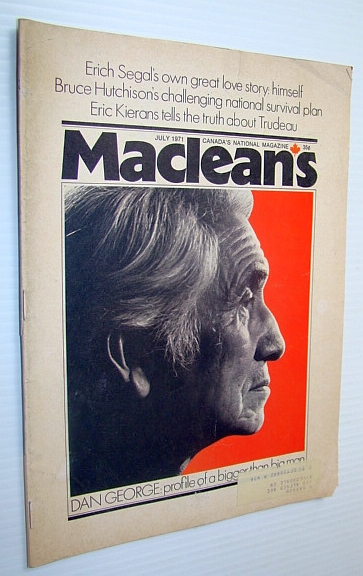 Erich Segal's own great love story: himself
Bruce Hutchison's challenging national survival plan
Eric Kierans tells the truth about Trudeau
JULY 1971 CANADA'S NATIONAL MAGAZINE 35¢
Maclean's
DAN GEORGE: profile of a bigger than big man